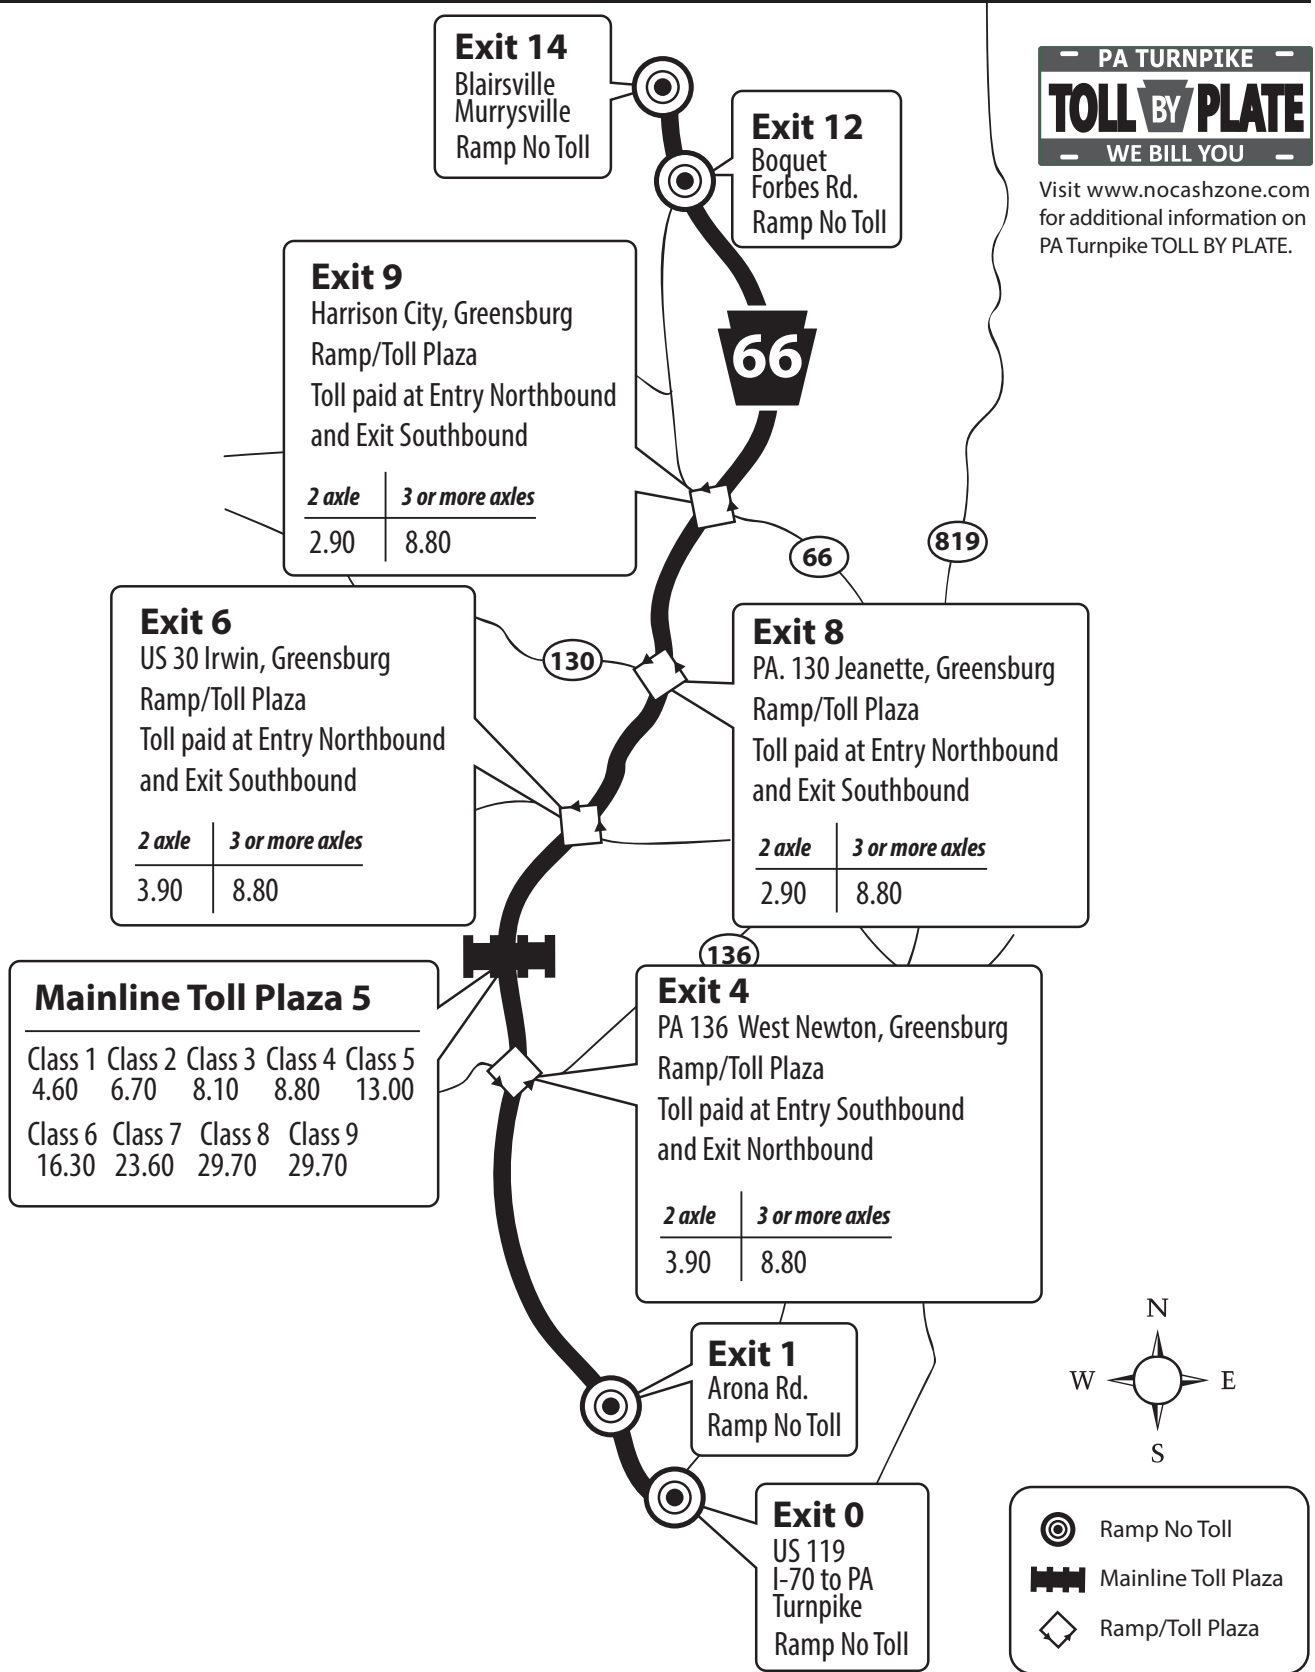 Exit 14
Blairsville
Murrysville
Ramp No Toll
PA TURNPIKE
TOLL BY PLATE
WE BILL YOU
Visit www.nocashzone.com
for additional information on
PA Turnpike TOLL BY PLATE.
Exit 12
Boquet
Forbes Rd.
Ramp No Toll
Exit 9
Harrison City, Greensburg
Ramp/Toll Plaza
Toll paid at Entry Northbound
and Exit Southbound
2 axle 3 or more axles
2.90 8.80
66
66
819
130
Exit 6
US 30 Irwin, Greensburg
Ramp/Toll Plaza
Toll paid at Entry Northbound
and Exit Southbound
2 axle 3 or more axles
3.90 8.80
Exit 8
PA. 130 Jeanette, Greensburg
Ramp/Toll Plaza
Toll paid at Entry Northbound
and Exit Southbound
2 axle 3 or more axles
2.90 8.80
136
Mainline Toll Plaza 5
Class 1 Class 2 Class 3 Class 4 Class 5
4.60 6.70 8.10 8.80 13.00
Class 6 Class 7 Class 8 Class 9
16.30 23.60 29.70 29.70
Exit 4
PA 136 West Newton, Greensburg
Ramp/Toll Plaza
Toll paid at Entry Southbound
and Exit Northbound
2 axle 3 or more axles
3.90 8.80
Exit 1
Arona Rd.
Ramp No Toll
Exit 0
US 119
I-70 to PA
Turnpike
Ramp No Toll
N
W E
S
Ramp No Toll
Mainline Toll Plaza
Ramp/Toll Plaza